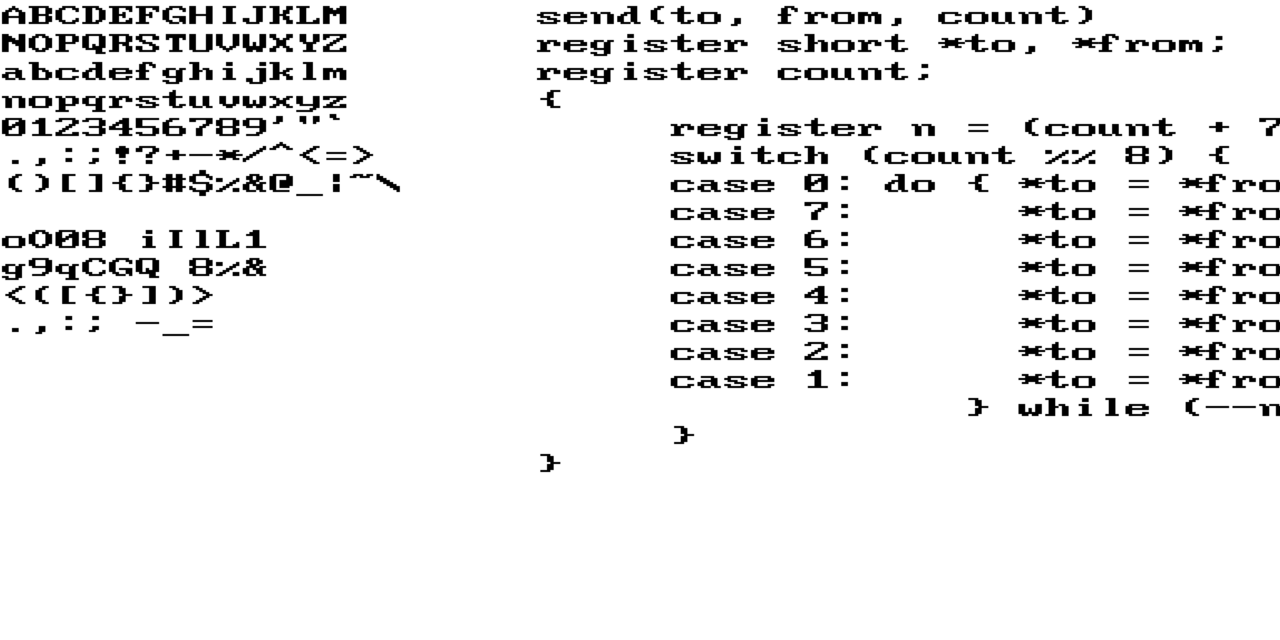 ABCDEFGHIJKLM
NOPQRSTUVWXYZ
abcdefghijklm
nopqrstuvwxyz
0123456789'"`
.,:;!?+-*/^<=>
()[]{}#$%&@_|~\
oO08 iIlL1
g9qCGQ 8%&
<([{}])>
.,:; -_=
send(to, from, count)
register short *to, *from;
register count;
{
register n = (count + 7
switch (count %% 8) {
case 0: do { *to = *fro
case 7: *to = *fro
case 6: *to = *fro
case 5: *to = *fro
case 4: *to = *fro
case 3: *to = *fro
case 2: *to = *fro
case 1: *to = *fro
} while (--n
}
}